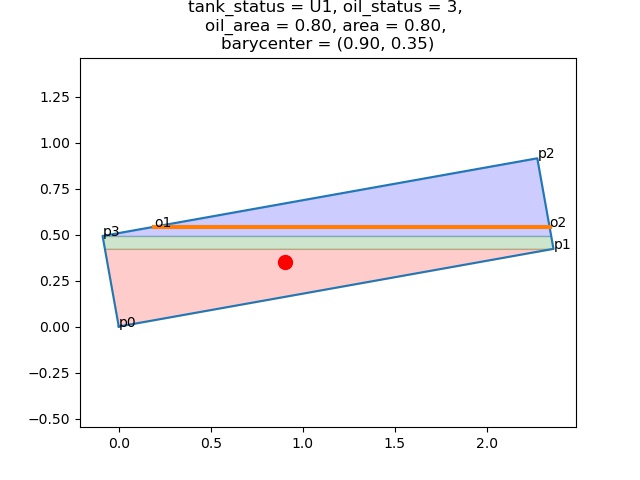 tank_status = U1, oil_status = 3,
oil_area = 0.80, area = 0.80,
barycenter = (0.90, 0.35)
1.25
1.00
0.75
0.50
0.25
0.00
−0.25
−0.50
p2
o1
o2
p3
p1
p0
0.0
0.5
1.0
1.5
2.0